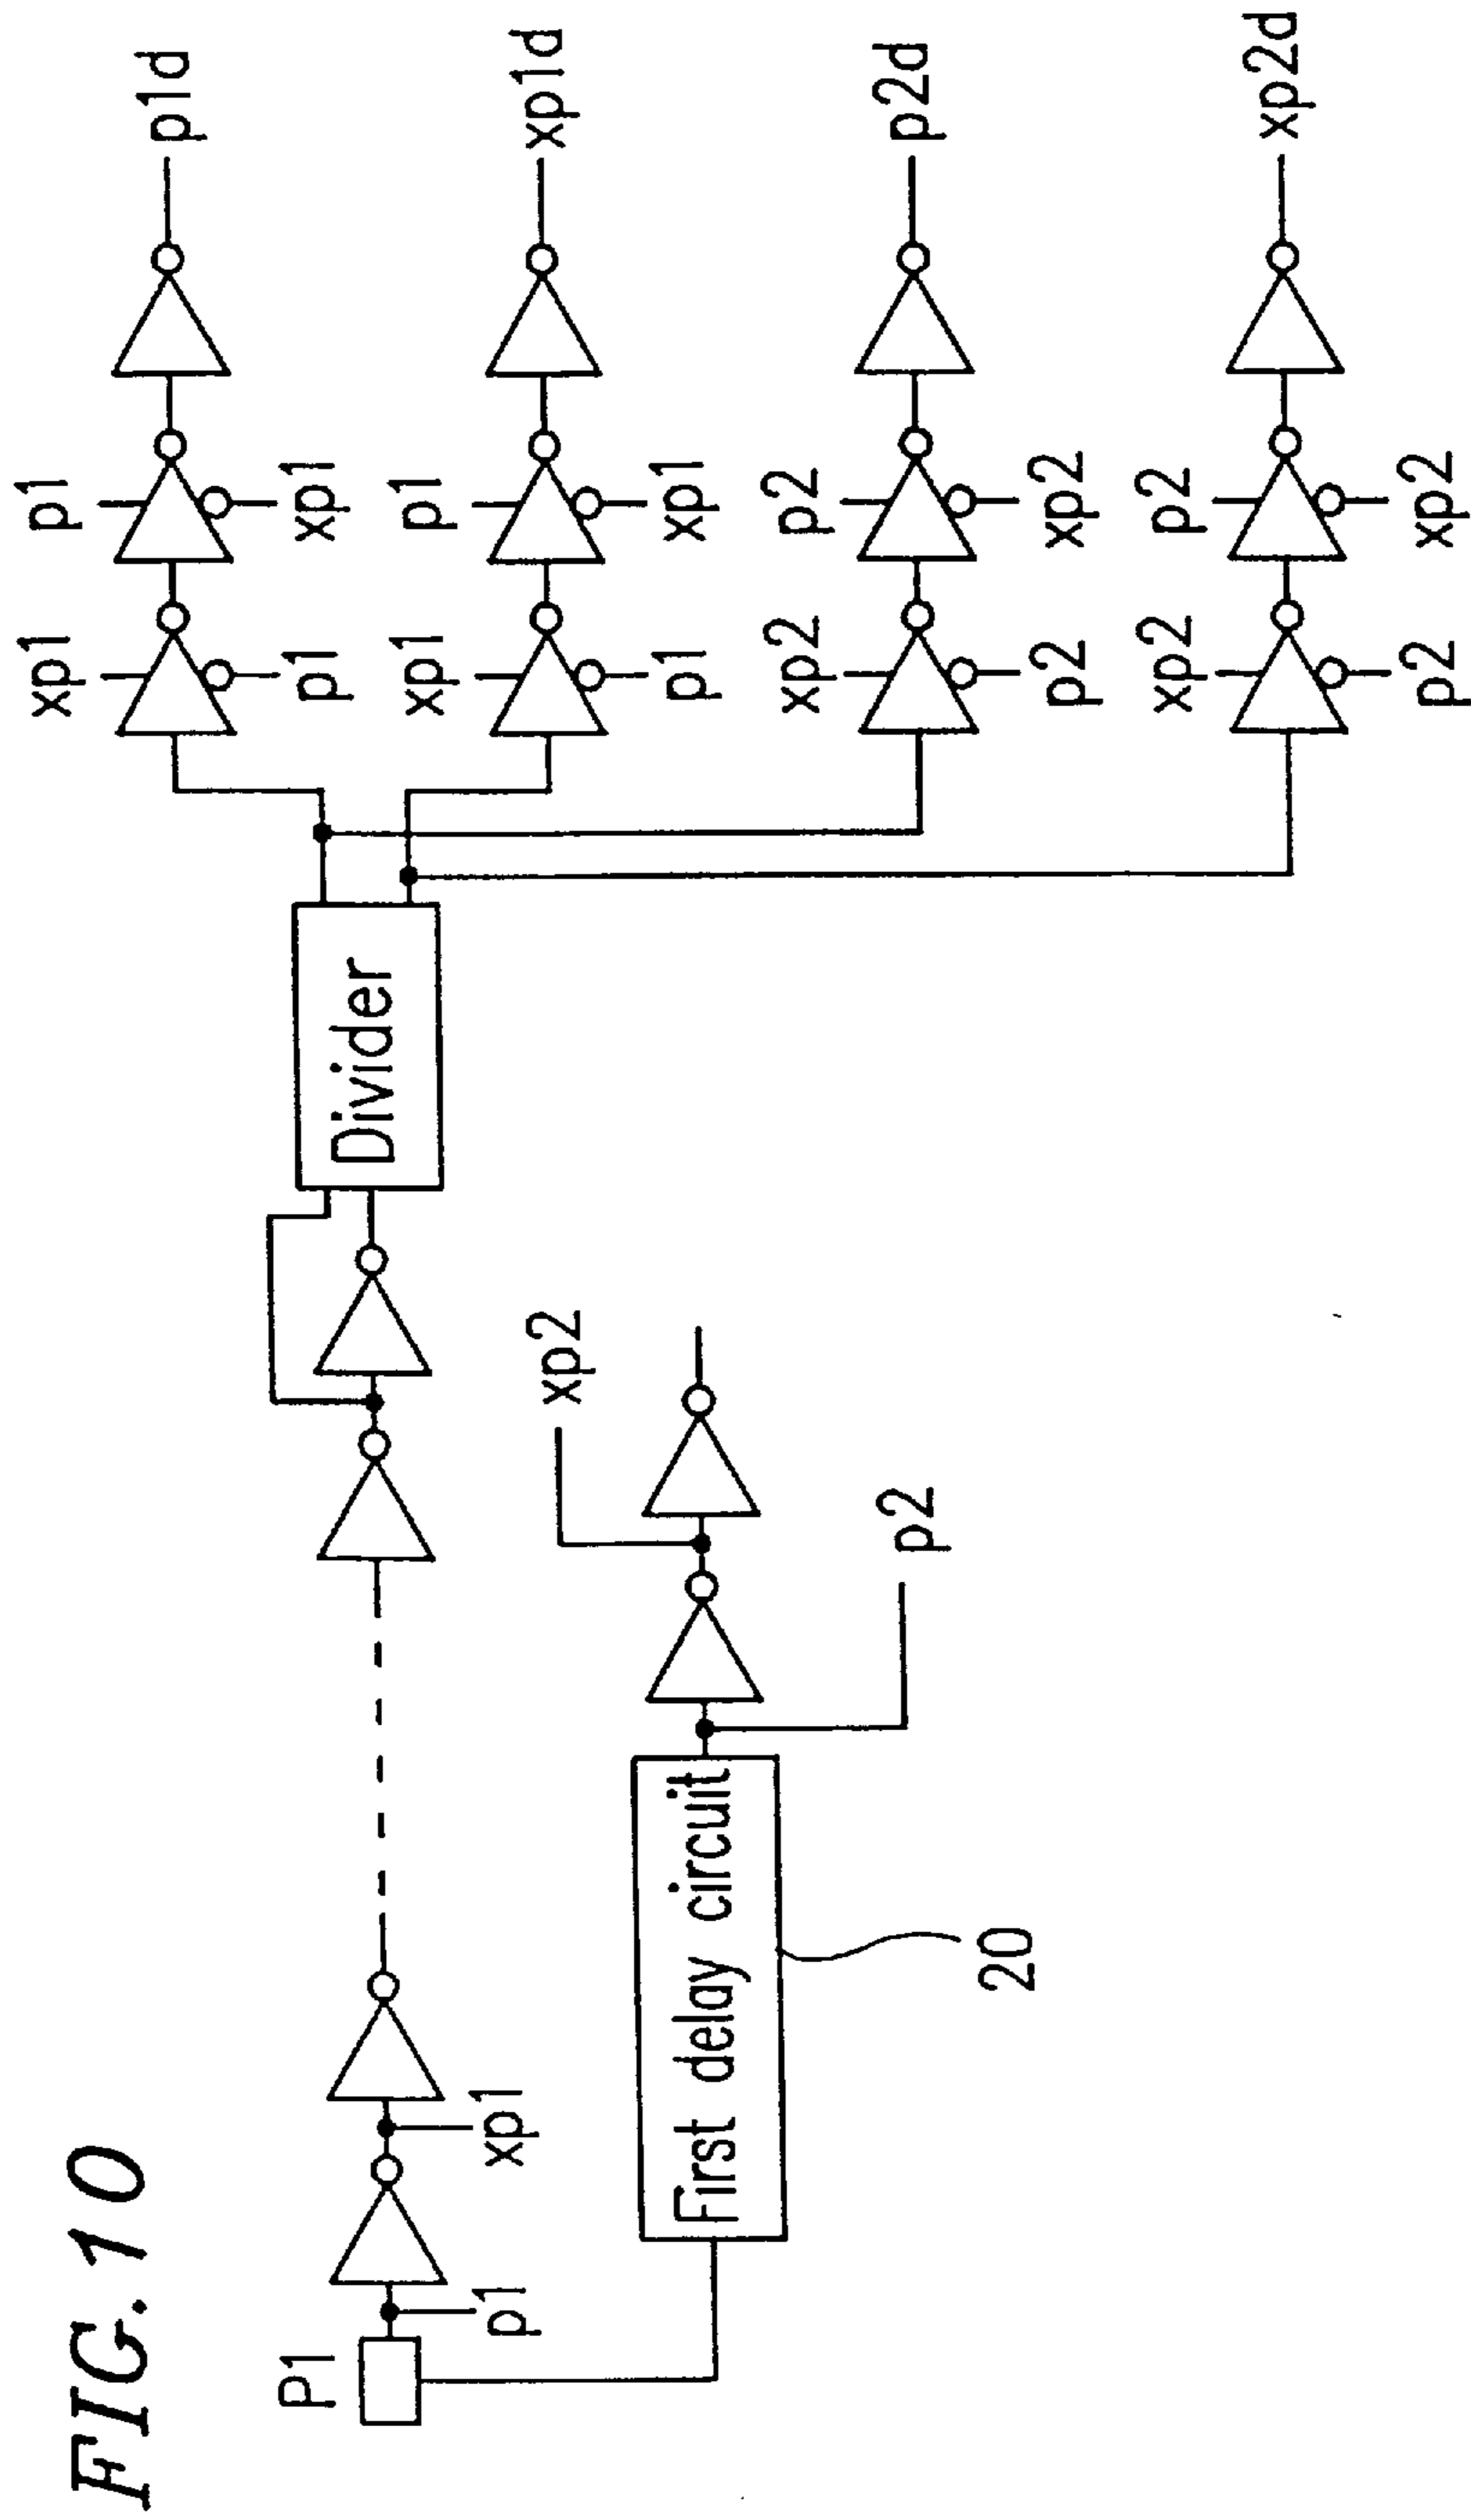 FIG. 10
P1
p1
xp1
First delay circuit
20
p2
xp2
Divider
xp1
p1
p1
xp1
p1d
xp1
p1
p1
xp1
xp1d
xp2
p2
p2
xp2
p2d
xp2
p2
p2
xp2
xp2d